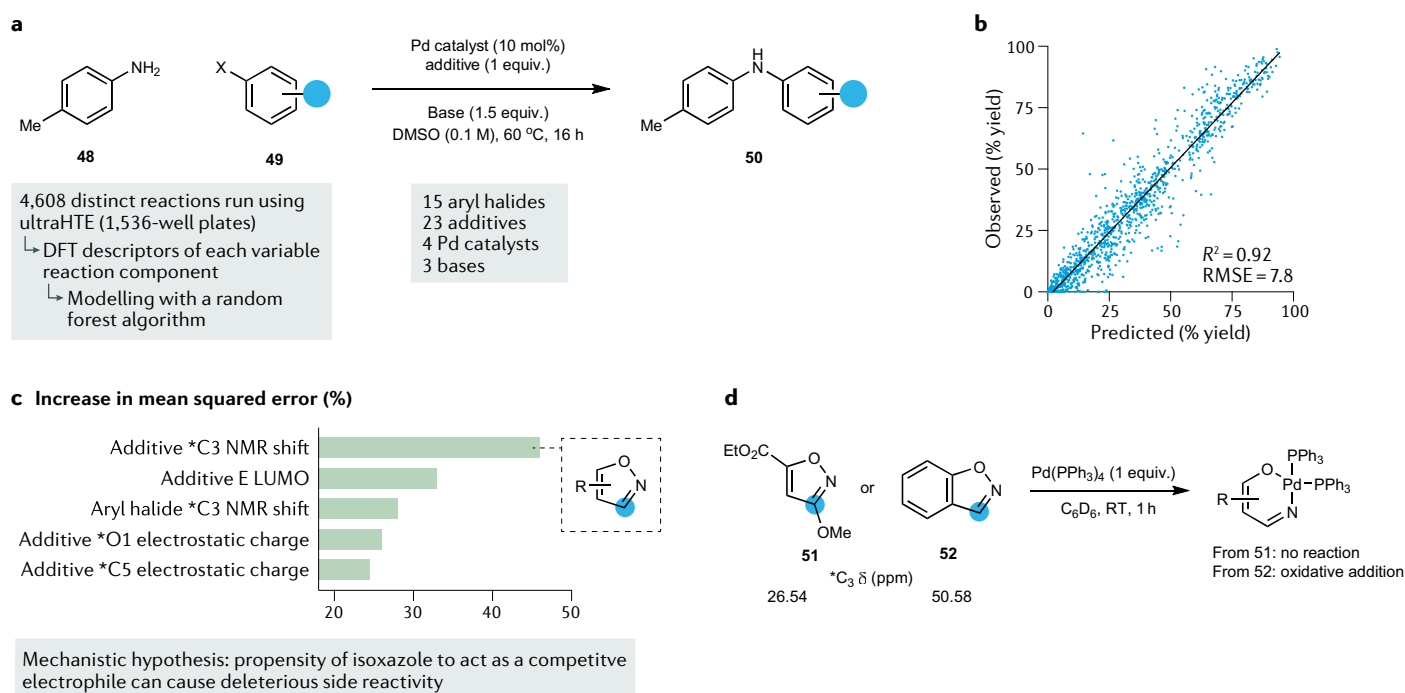 a
Pd catalyst (10 mol%)
additive (1 equiv.)
Base (1.5 equiv.)
DMSO (0.1 M), 60 °C, 16 h
NH2
Me
48
X
49
H
N
Me
50
4,608 distinct reactions run using
ultraHTE (1,536-well plates)
DFT descriptors of each variable
reaction component
Modelling with a random
forest algorithm
15 aryl halides
23 additives
4 Pd catalysts
3 bases
b
Observed (% yield)
100
75
50
25
0
R2 = 0.92
RMSE = 7.8
0 25 50 75 100
Predicted (% yield)
c Increase in mean squared error (%)
Additive *C3 NMR shift
Additive E LUMO
Aryl halide *C3 NMR shift
Additive *O1 electrostatic charge
Additive *C5 electrostatic charge
20 30 40 50
R
O
N
Mechanistic hypothesis: propensity of isoxazole to act as a competitve
electrophile can cause deleterious side reactivity
d
EtO2C
O
N
OMe
51
or
O
N
52
*C3 δ (ppm)
26.54 50.58
Pd(PPh3)4 (1 equiv.)
C6D6, RT, 1 h
R
O
PPh3
Pd
PPh3
N
From 51: no reaction
From 52: oxidative addition